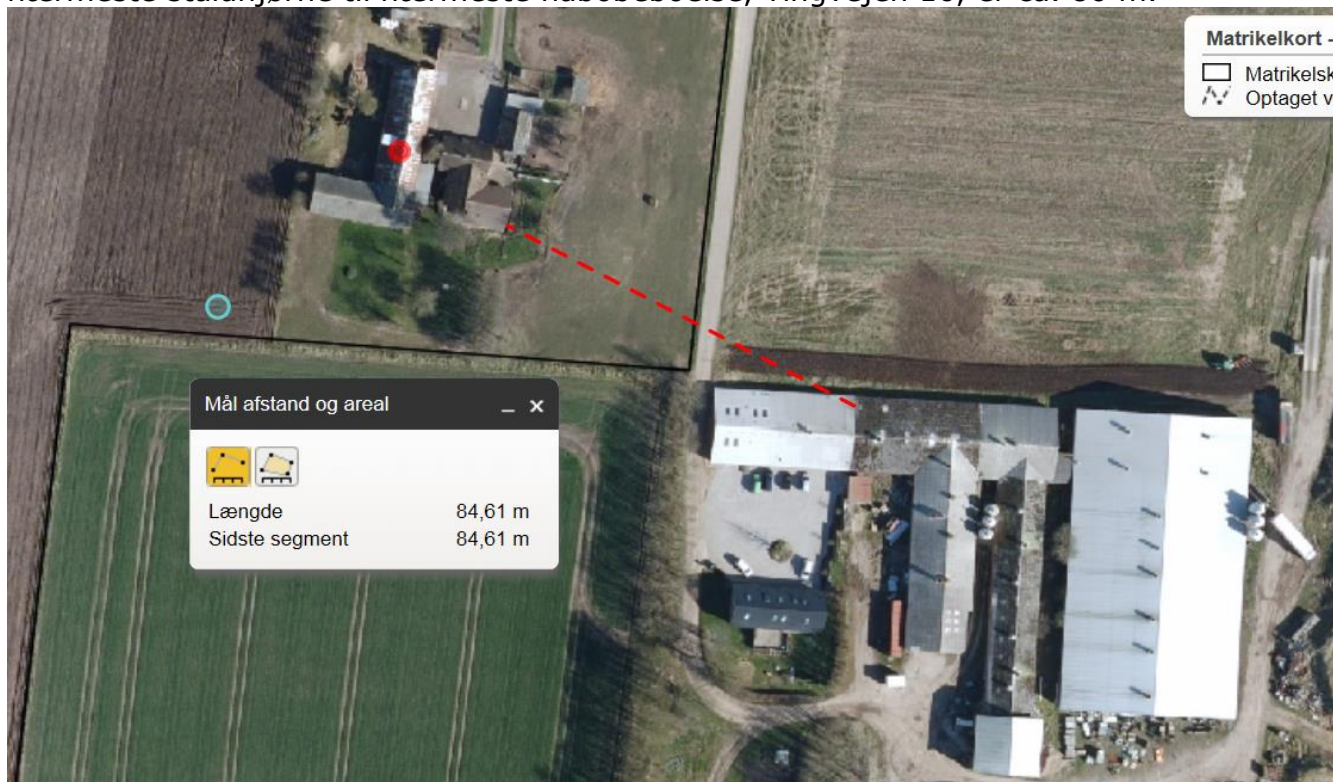 Matrikelkort -
Matrikelsk
Optaget v
Mål afstand og areal
Længde 84,61 m
Sidste segment 84,61 m